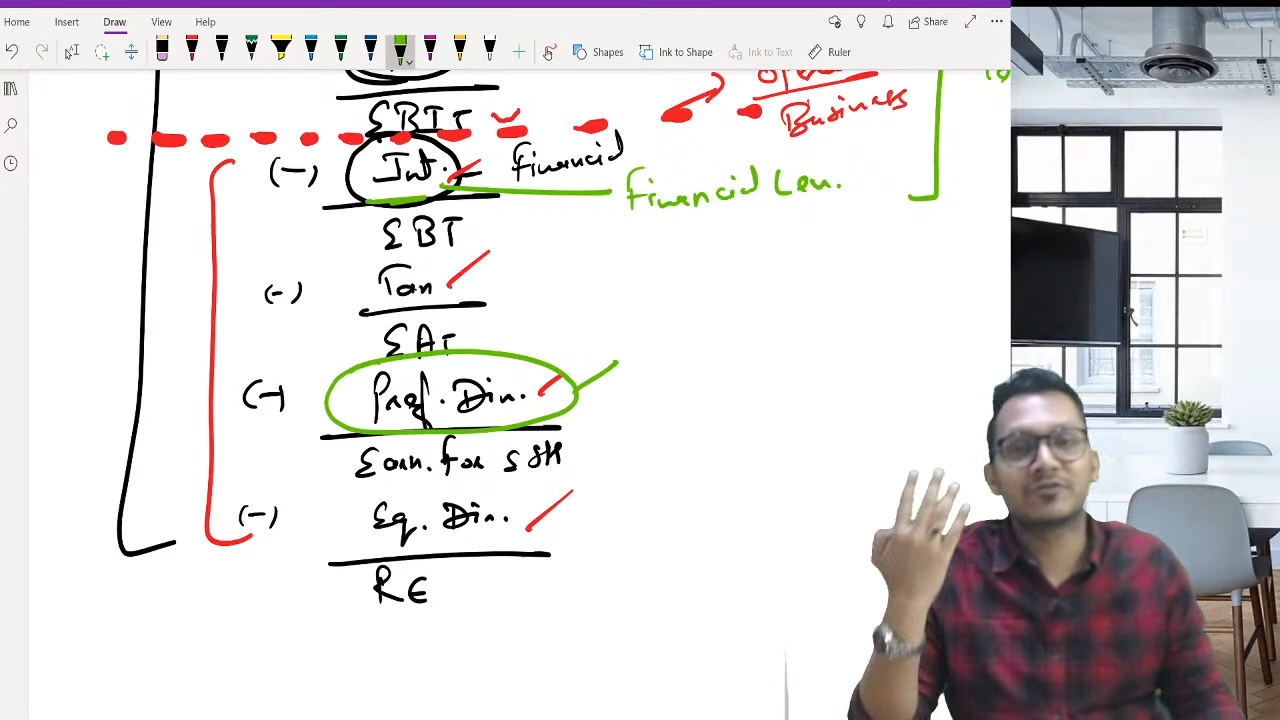 Home Insert Draw View Help Share
Shapes Ink to Shape Ink to Text Ruler
EBIT
Business
(-) Int. Financial
Financial Lev.
EBT
(-) Tax
EAT
(-) Pref. Div.
Earn. for ESH
(-) Eq. Div.
RE